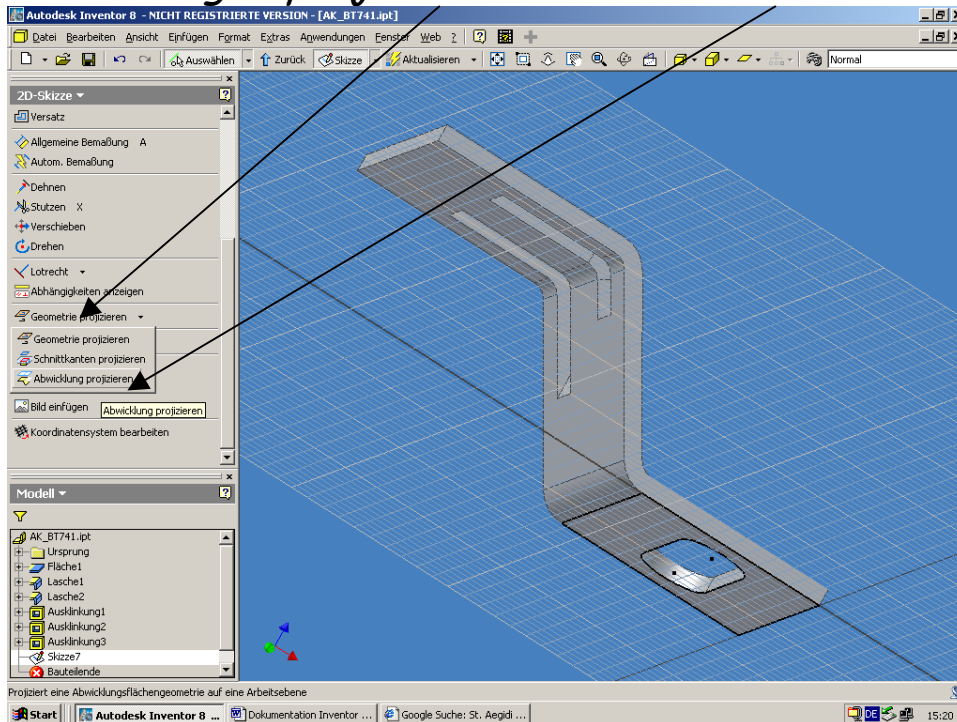 Autodesk Inventor 8 - NICHT REGISTRIERTE VERSION - [AK_BT741.ipt]
Datei Bearbeiten Ansicht Einfügen Format Extras Anwendungen Fenster Web ?
Auswählen Zurück Skizze Aktualisieren Normal
2D-Skizze
Versatz
Allgemeine Bemaßung A
Autom. Bemaßung
Dehnen
Stutzen X
Verschieben
Drehen
Lotrecht
Abhängigkeiten anzeigen
Geometrie projizieren
Geometrie projizieren
Schnittkanten projizieren
Abwicklung projizieren
Bild einfügen
Abwicklung projizieren
Koordinatensystem bearbeiten
Modell
AK_BT741.ipt
Ursprung
Fläche1
Lasche1
Lasche2
Ausklinkung1
Ausklinkung2
Ausklinkung3
Skizze7
Bauteilende
Projiziert eine Abwicklungsflächengeometrie auf eine Arbeitsebene
Start Autodesk Inventor 8 ... Dokumentation Inventor ... Google Suche: St. Aegidi ... DE 15:20